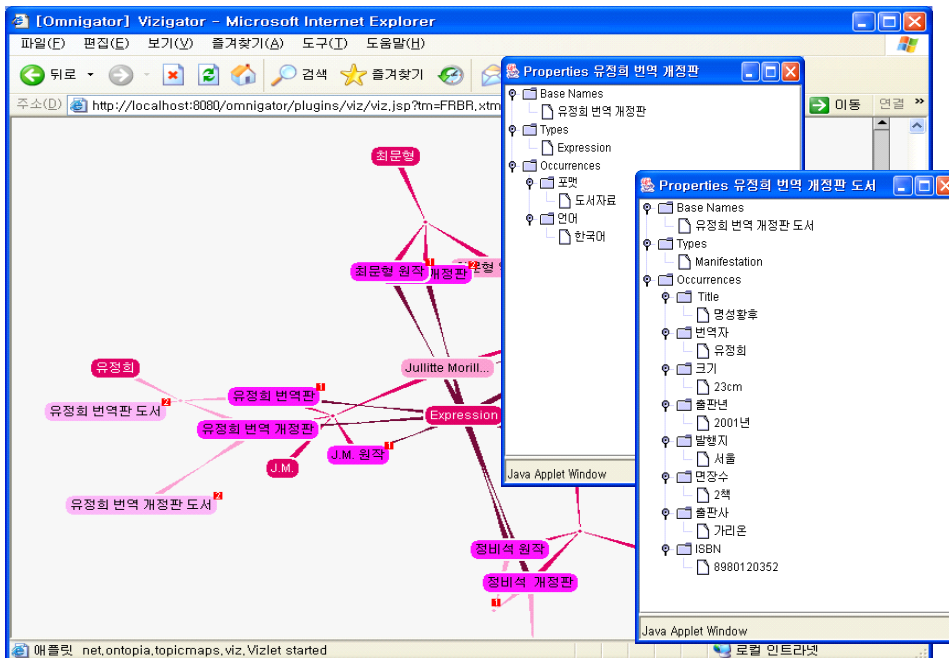 [Omnigator] Vizigator - Microsoft Internet Explorer
파일(F) 편집(E) 보기(V) 즐겨찾기(A) 도구(T) 도움말(H)
뒤로 검색 즐겨찾기
주소(D) http://localhost:8080/omnigator/plugins/viz/viz.jsp?tm=FRBR.xtm 이동 연결 »
최문형
최문형 원작 1 개정판 2
Jullitte Morill...
유정희
유정희 번역판 1
유정희 번역판 도서 2
Expression
유정희 번역 개정판
J.M. 원작 1
J.M.
유정희 번역 개정판 도서 2
정비석 원작
정비석 개정판
1
애플릿 net.ontopia.topicmaps.viz.Vizlet started 로컬 인트라넷
Properties 유정희 번역 개정판
Base Names
유정희 번역 개정판
Types
Expression
Occurrences
포맷
도서자료
언어
한국어
Java Applet Window
Properties 유정희 번역 개정판 도서
Base Names
유정희 번역 개정판 도서
Types
Manifestation
Occurrences
Title
명성황후
번역자
유정희
크기
23cm
출판년
2001년
발행지
서울
면장수
2책
출판사
가리온
ISBN
8980120352
Java Applet Window